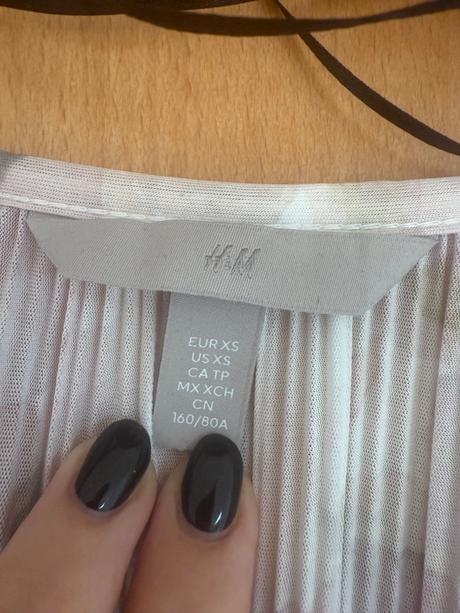 H&M
EUR XS
US XS
CA TP
MX XCH
CN
160/80A